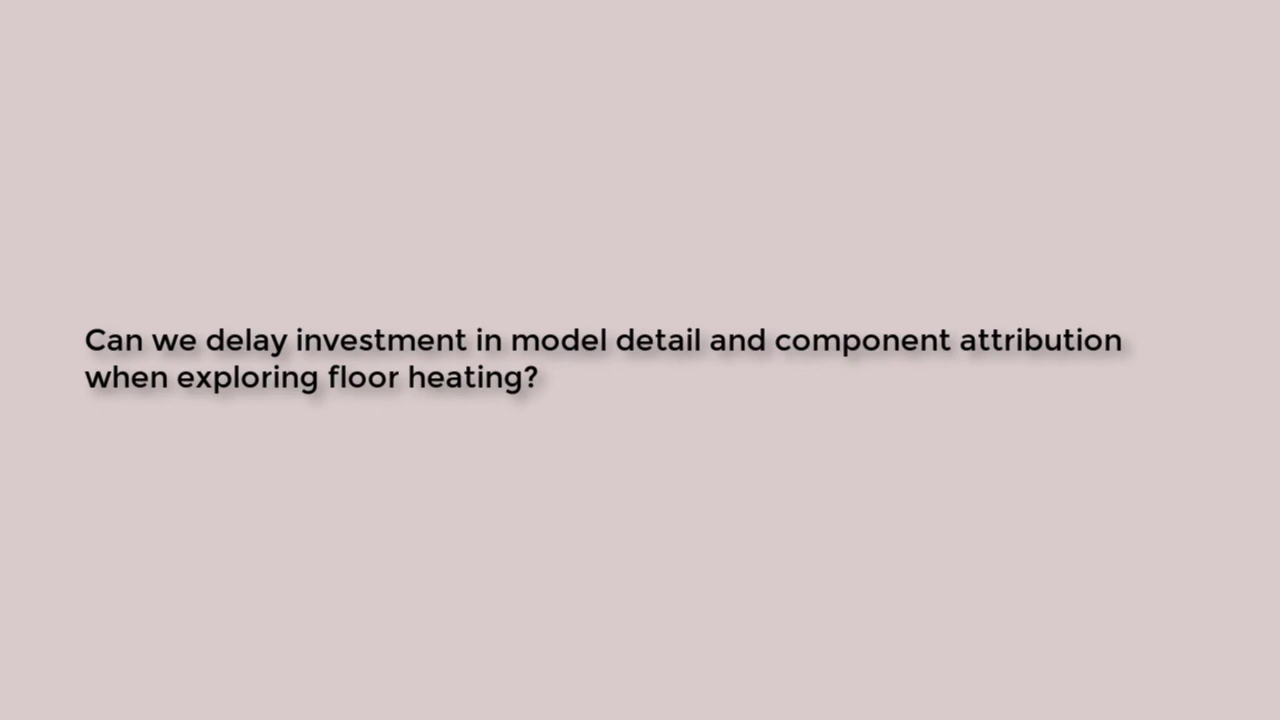 Can we delay investment in model detail and component attribution
when exploring floor heating?